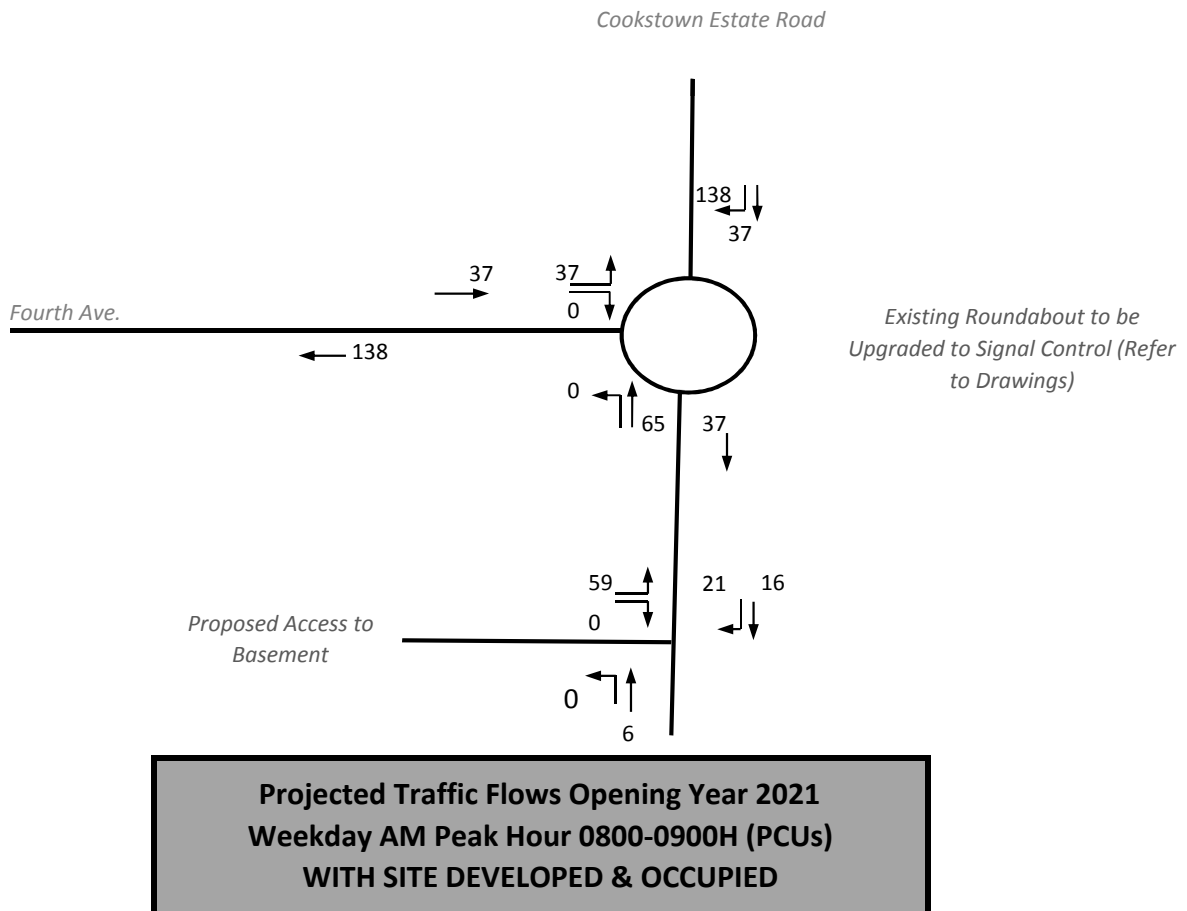 Cookstown Estate Road
138
37
37
37
Fourth Ave.
0
138
Existing Roundabout to be
Upgraded to Signal Control (Refer
to Drawings)
0
65
37
59
21
16
0
Proposed Access to
Basement
0
6
Projected Traffic Flows Opening Year 2021
Weekday AM Peak Hour 0800-0900H (PCUs)
WITH SITE DEVELOPED & OCCUPIED